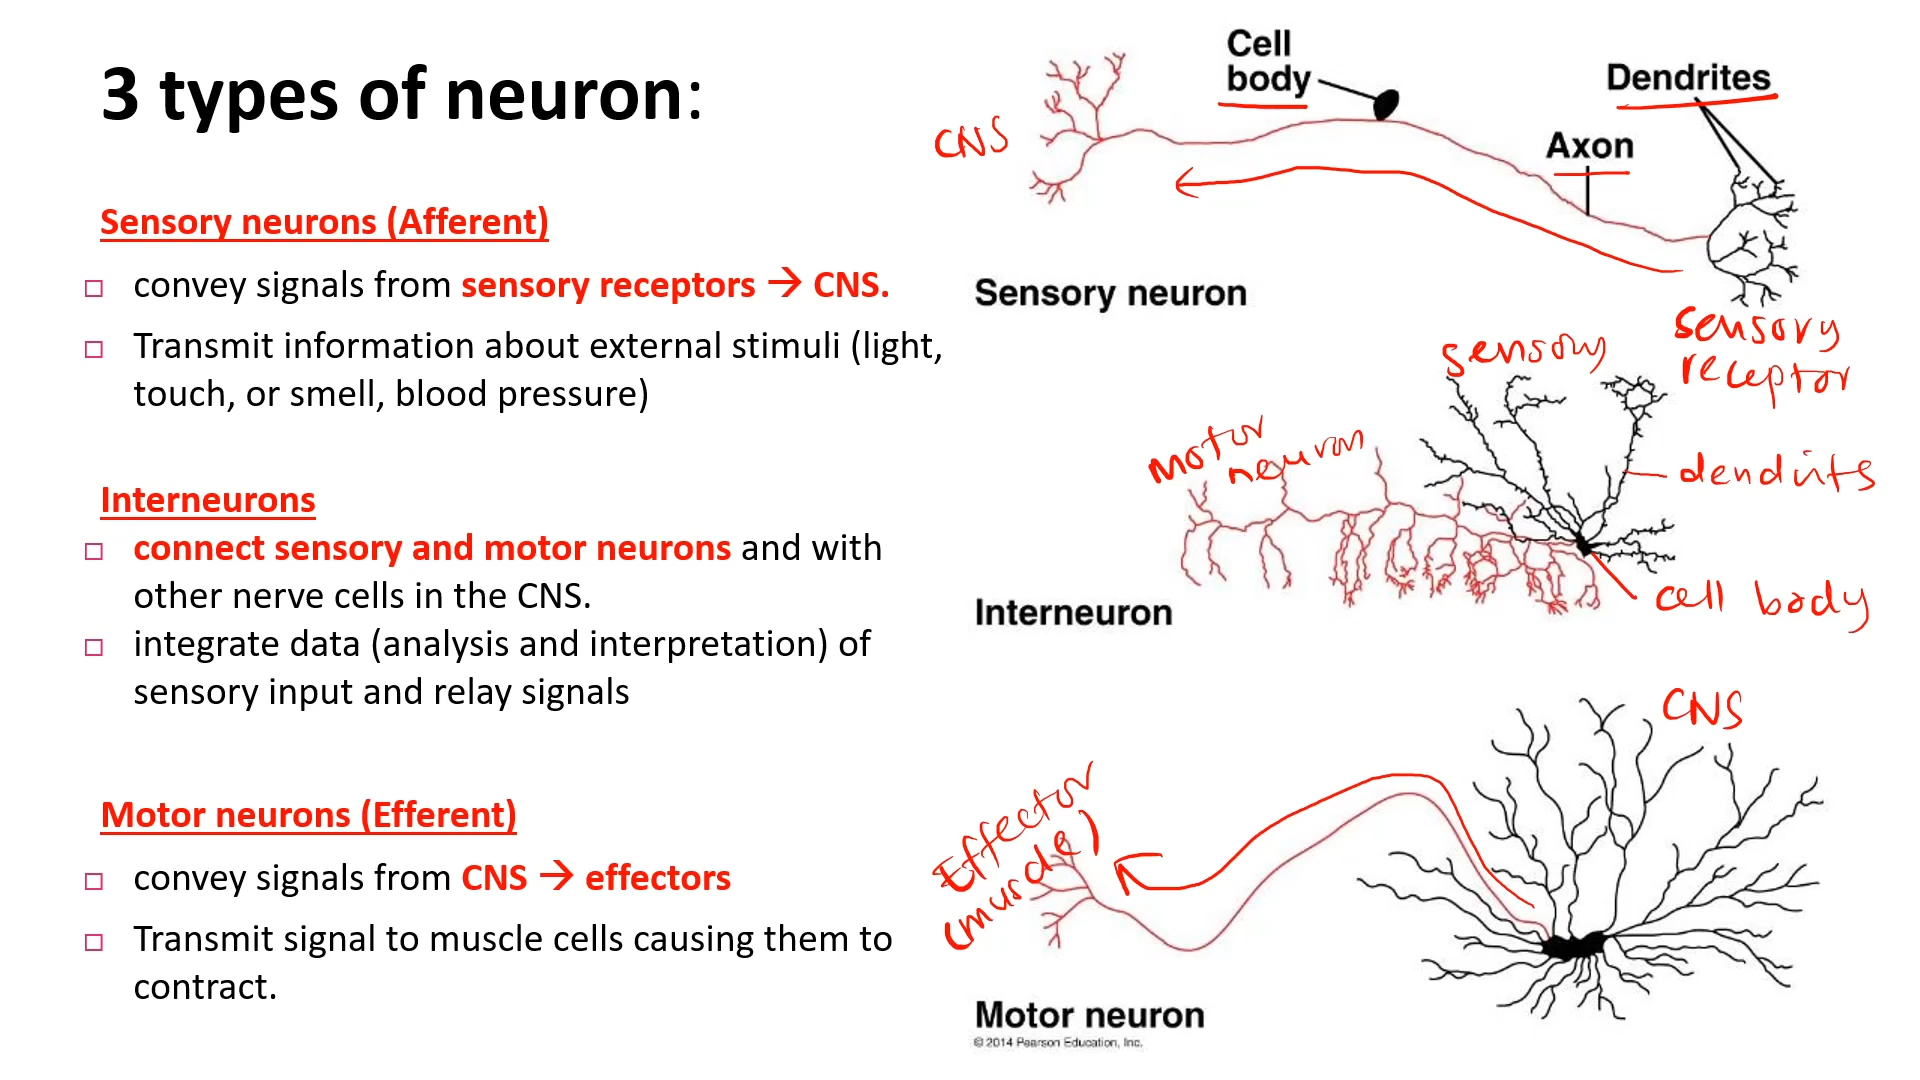 3 types of neuron:
Sensory neurons (Afferent)
convey signals from sensory receptors → CNS.
Transmit information about external stimuli (light,
touch, or smell, blood pressure)
Interneurons
connect sensory and motor neurons and with
other nerve cells in the CNS.
integrate data (analysis and interpretation) of
sensory input and relay signals
Motor neurons (Efferent)
convey signals from CNS → effectors
Transmit signal to muscle cells causing them to
contract.
Cell
body
Dendrites
Axon
CNS
Sensory neuron
sensory
receptor
sensory
motor
neuron
dendrits
cell body
Interneuron
CNS
Effector
(muscle)
Motor neuron
© 2014 Pearson Education, Inc.